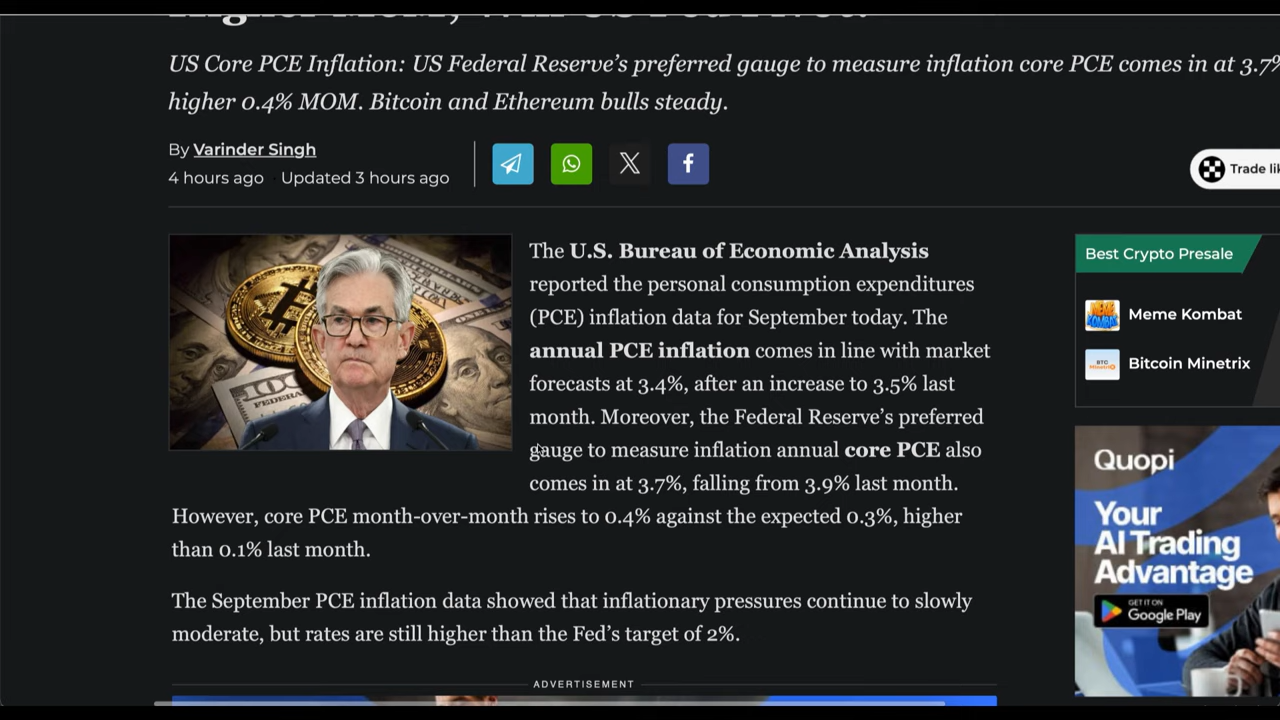 US Core PCE Inflation: US Federal Reserve’s preferred gauge to measure inflation core PCE comes in at 3.7%
higher 0.4% MOM. Bitcoin and Ethereum bulls steady.
By Varinder Singh
4 hours ago · Updated 3 hours ago
Trade lik
The U.S. Bureau of Economic Analysis
reported the personal consumption expenditures
(PCE) inflation data for September today. The
annual PCE inflation comes in line with market
forecasts at 3.4%, after an increase to 3.5% last
month. Moreover, the Federal Reserve’s preferred
gauge to measure inflation annual core PCE also
comes in at 3.7%, falling from 3.9% last month.
However, core PCE month-over-month rises to 0.4% against the expected 0.3%, higher
than 0.1% last month.
The September PCE inflation data showed that inflationary pressures continue to slowly
moderate, but rates are still higher than the Fed’s target of 2%.
ADVERTISEMENT
Best Crypto Presale
Meme Kombat
Bitcoin Minetrix
Quopi
Your
AI Trading
Advantage
GET IT ON
Google Play